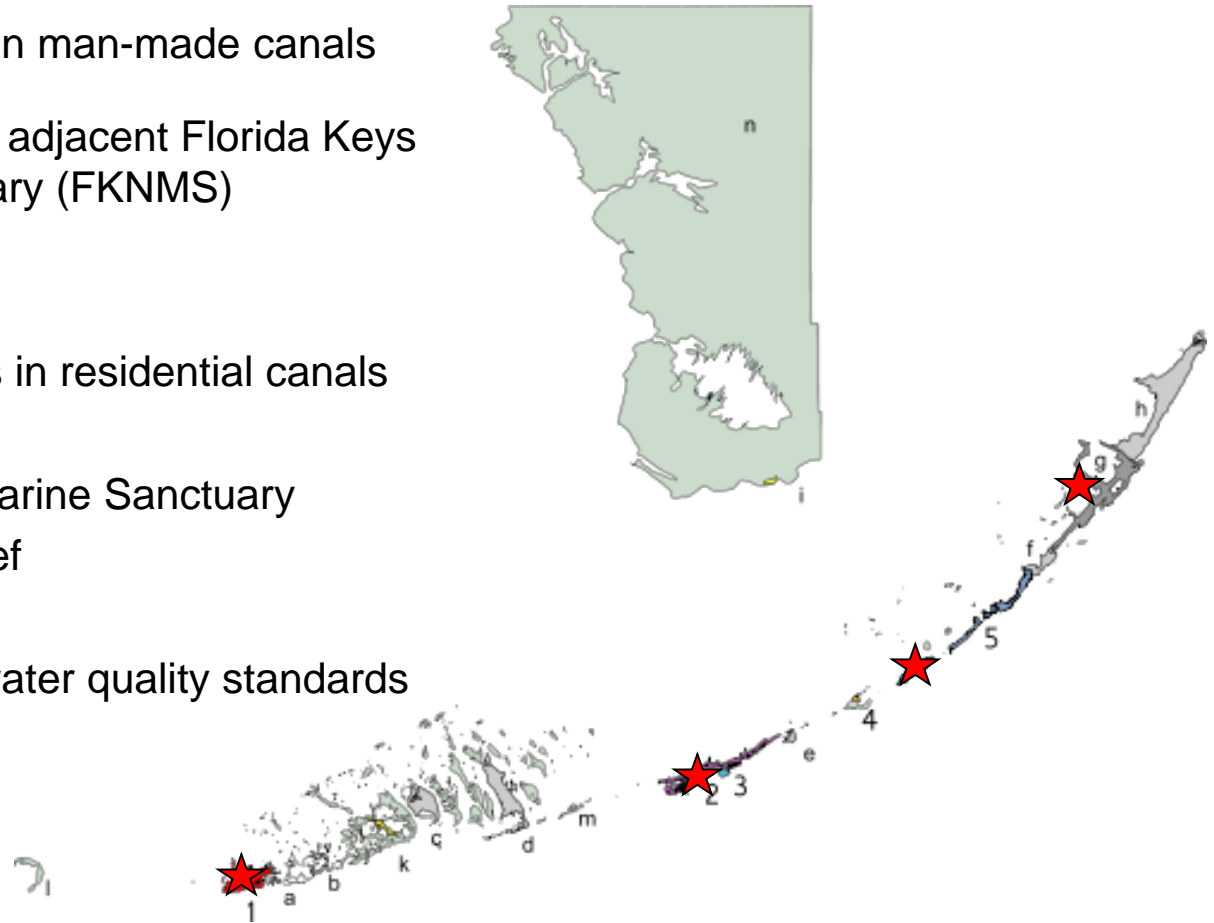 n man-made canals
adjacent Florida Keys
ary (FKNMS)
s in residential canals
arine Sanctuary
ef
ater quality standards
n
i
h
g
f
5
4
e
3
2
m
d
c
k
b
a
1
l